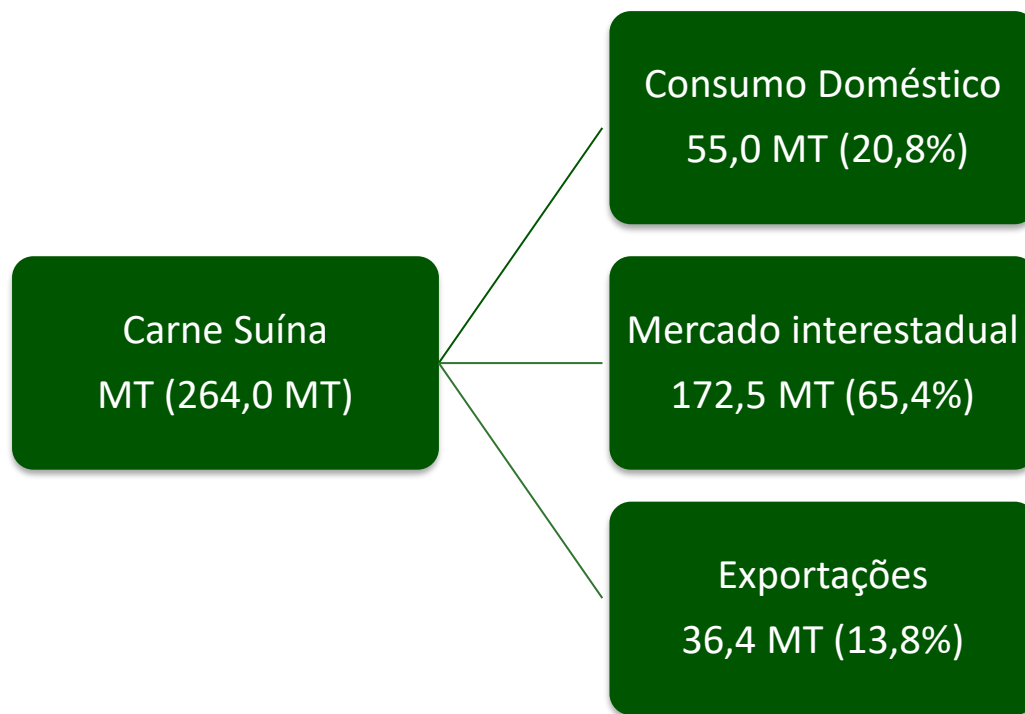 Carne Suína
MT (264,0 MT)
Consumo Doméstico
55,0 MT (20,8%)
Mercado interestadual
172,5 MT (65,4%)
Exportações
36,4 MT (13,8%)